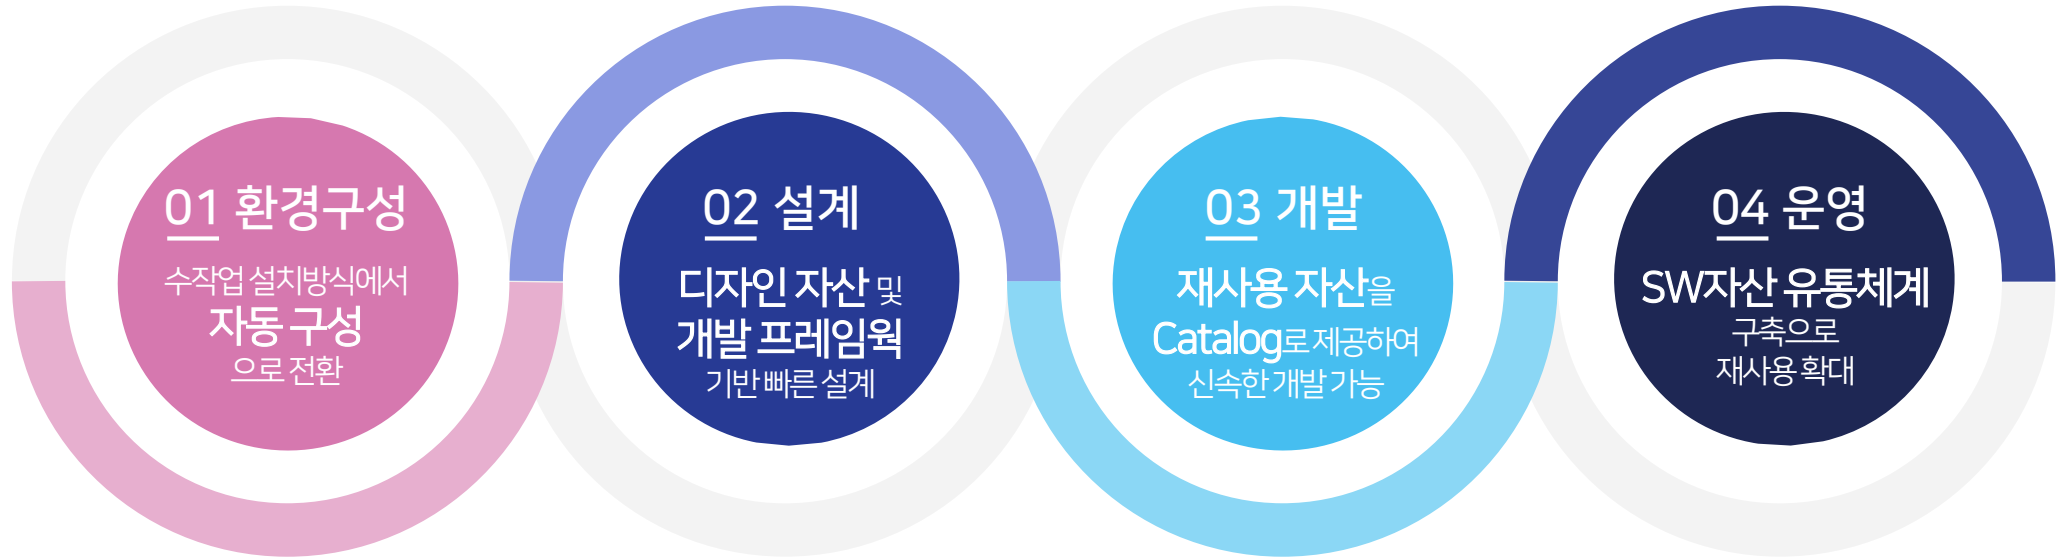 01 환경구성
수작업 설치방식에서
자동 구성
으로 전환
02 설계
디자인 자산 및
개발 프레임웍
기반 빠른 설계
03 개발
재사용 자산을
Catalog로 제공하여
신속한 개발 가능
04 운영
SW자산 유통체계
구축으로
재사용 확대